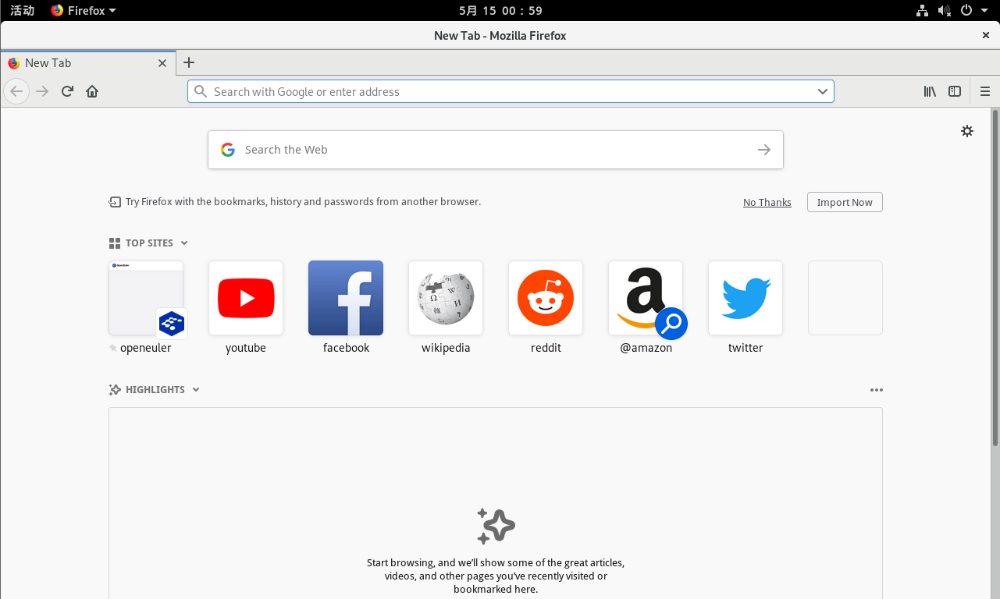 活动 Firefox 5月 15 00：59
New Tab - Mozilla Firefox
New Tab
Search with Google or enter address
Search the Web
Try Firefox with the bookmarks, history and passwords from another browser. No Thanks Import Now
TOP SITES
openeuler youtube facebook wikipedia reddit @amazon twitter
HIGHLIGHTS
Start browsing, and we’ll show some of the great articles,
videos, and other pages you’ve recently visited or
bookmarked here.